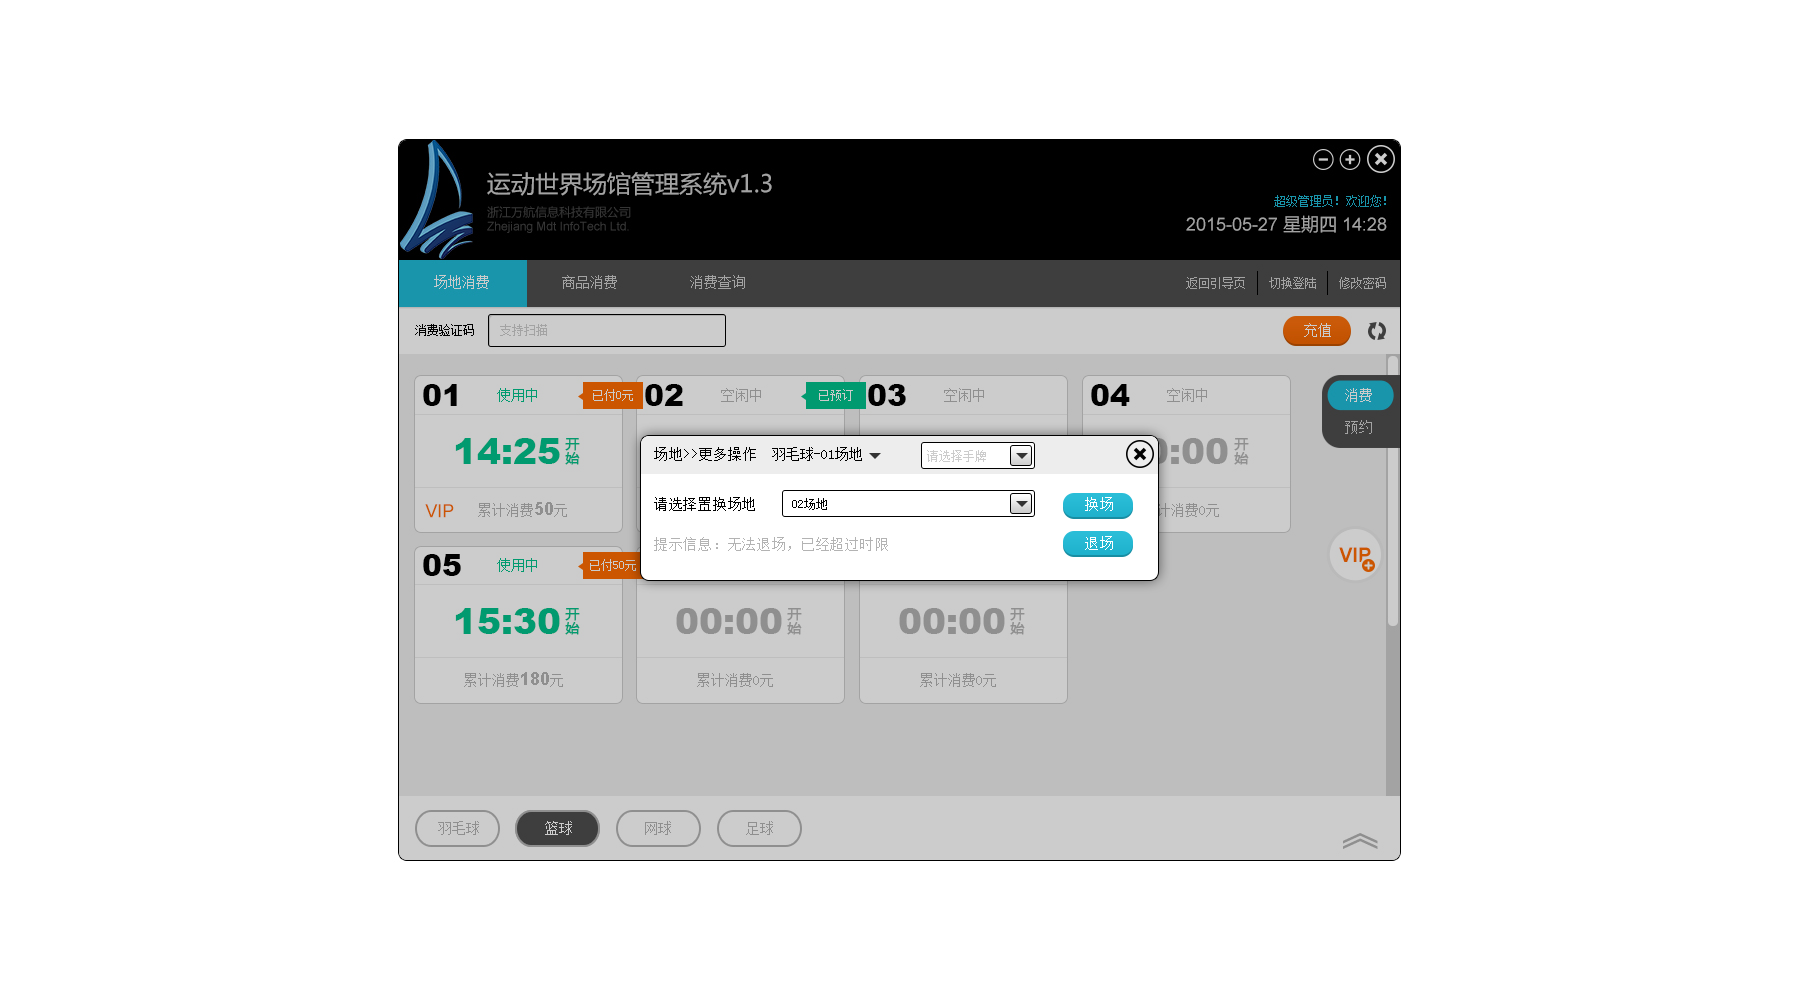 运动世界场馆管理系统v1.3
浙江万航信息科技有限公司
Zhejiang Mdt InfoTech Ltd.
超级管理员！欢迎您！
2015-05-27 星期四 14:28
场地消费 商品消费 消费查询 返回引导页 切换登陆 修改密码
消费验证码 支持扫描 充值
01 使用中 已付0元 02 空闲中 已预订 03 空闲中 04 空闲中 消费
预约
14:25 开始 :00 开始
场地>>更多操作 羽毛球-01场地 请选择手牌
请选择置换场地 02场地 换场
提示信息：无法退场，已经超过时限 退场
VIP 累计消费50元 计消费0元
VIP
05 使用中 已付50元
15:30 开始 00:00 开始 00:00 开始
累计消费180元 累计消费0元 累计消费0元
羽毛球 篮球 网球 足球